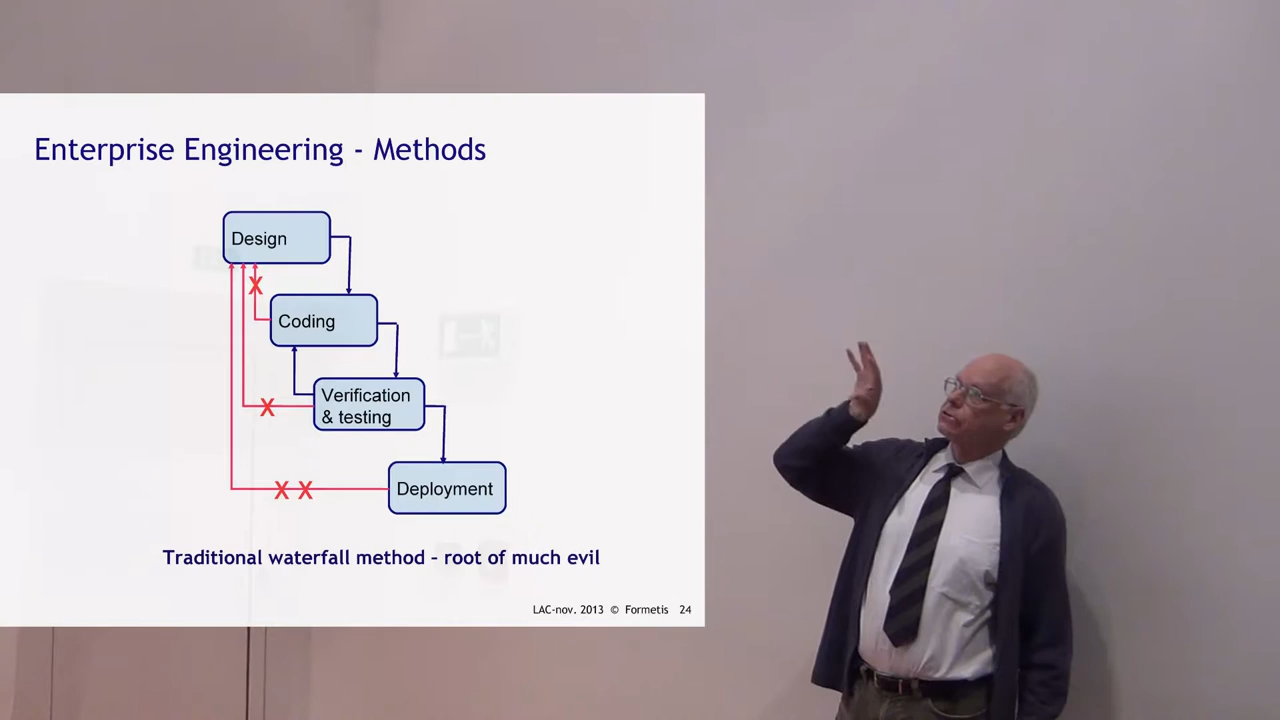 Enterprise Engineering - Methods
Design
X
Coding
Verification
& testing
X
X X
Deployment
Traditional waterfall method – root of much evil
LAC-nov. 2013 © Formetis 24